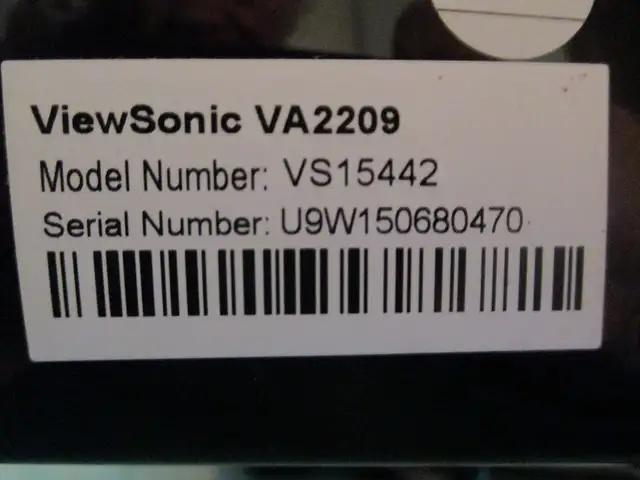 ViewSonic VA2209
Model Number: VS15442
Serial Number: U9W150680470